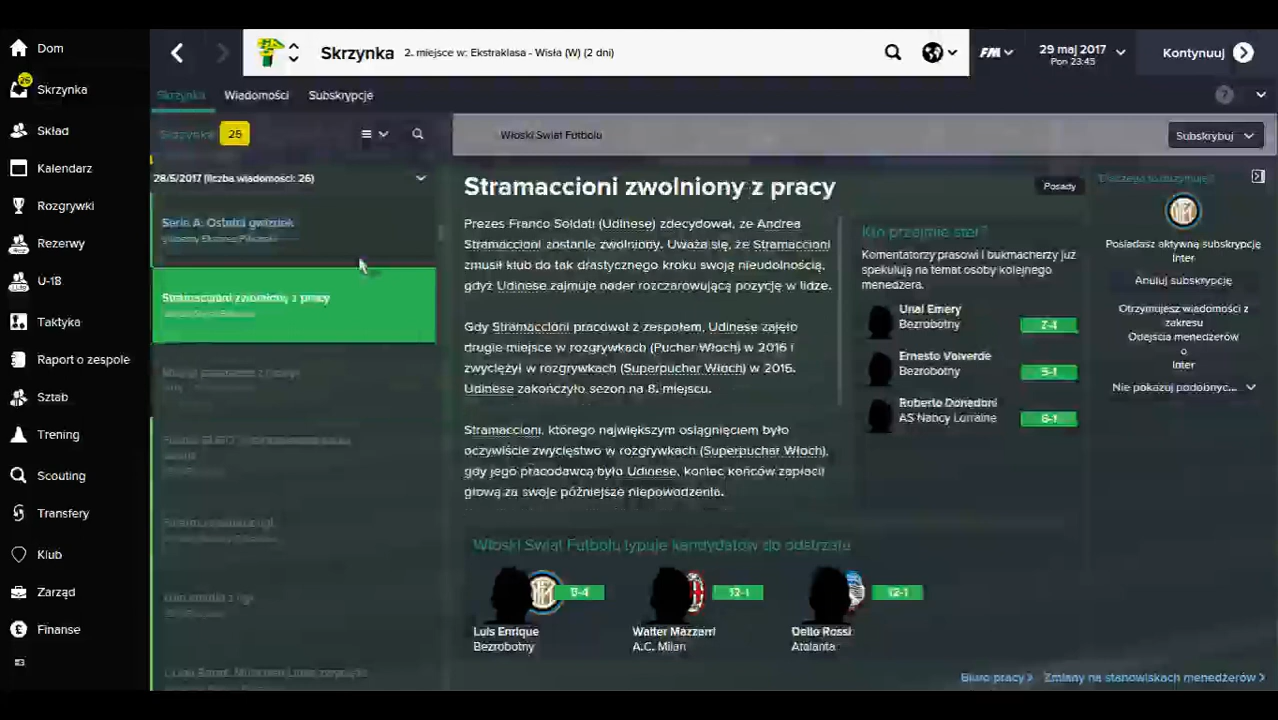 Dom
Skrzynka
Skład
Kalendarz
Rozgrywki
Rezerwy
U-18
Taktyka
Raport o zespole
Sztab
Trening
Scouting
Transfery
Klub
Zarząd
Finanse
Skrzynka 2. miejsce w: Ekstraklasa - Wisła (W) (2 dni)
FM
29 maj 2017
Pon 23:45
Kontynuuj
Skrzynka Wiadomości Subskrypcje
Skrzynka 25
28/5/2017 (liczba wiadomości: 26)
Serie A: Ostatni gwizdek
Stramaccioni zwolniony z pracy
Włoski Świat Futbolu
Subskrybuj
Stramaccioni zwolniony z pracy
Posady
Prezes Franco Soldati (Udinese) zdecydował, że Andrea
Stramaccioni zostanie zwolniony. Uważa się, że Stramaccioni
zmusił klub do tak drastycznego kroku swoją nieudolnością,
gdyż Udinese zajmuje nader rozczarowującą pozycję w lidze.
Gdy Stramaccioni pracował z zespołem, Udinese zajęło
drugie miejsce w rozgrywkach (Puchar Włoch) w 2016 i
zwyciężył w rozgrywkach (Superpuchar Włoch) w 2016.
Udinese zakończyło sezon na 8. miejscu.
Stramaccioni, którego największym osiągnięciem było
oczywiście zwycięstwo w rozgrywkach (Superpuchar Włoch),
gdy jego pracodawcą było Udinese, koniec końców zapłacił
głową za swoje późniejsze niepowodzenia.
Kto przejmie ster?
Komentatorzy prasowi i bukmacherzy już
spekulują na temat osoby kolejnego
menedżera.
Unai Emery
Bezrobotny
Ernesto Valverde
Bezrobotny
5-1
Roberto Donadoni
AS Nancy Lorraine
6-1
Dlaczego to otrzymuję?
Posiadasz aktywną subskrypcję
Inter
Anuluj subskrypcję
Otrzymujesz wiadomości z
zakresu
Odejścia menedżerów
o
Inter
Nie pokazuj podobnyc...
Włoski Świat Futbolu typuje kandydatów do odstrzału
Luis Enrique
Bezrobotny
Walter Mazzarri
A.C. Milan
12-1
Delio Rossi
Atalanta
12-1
Biuro pracy Zmiany na stanowiskach menedżerów